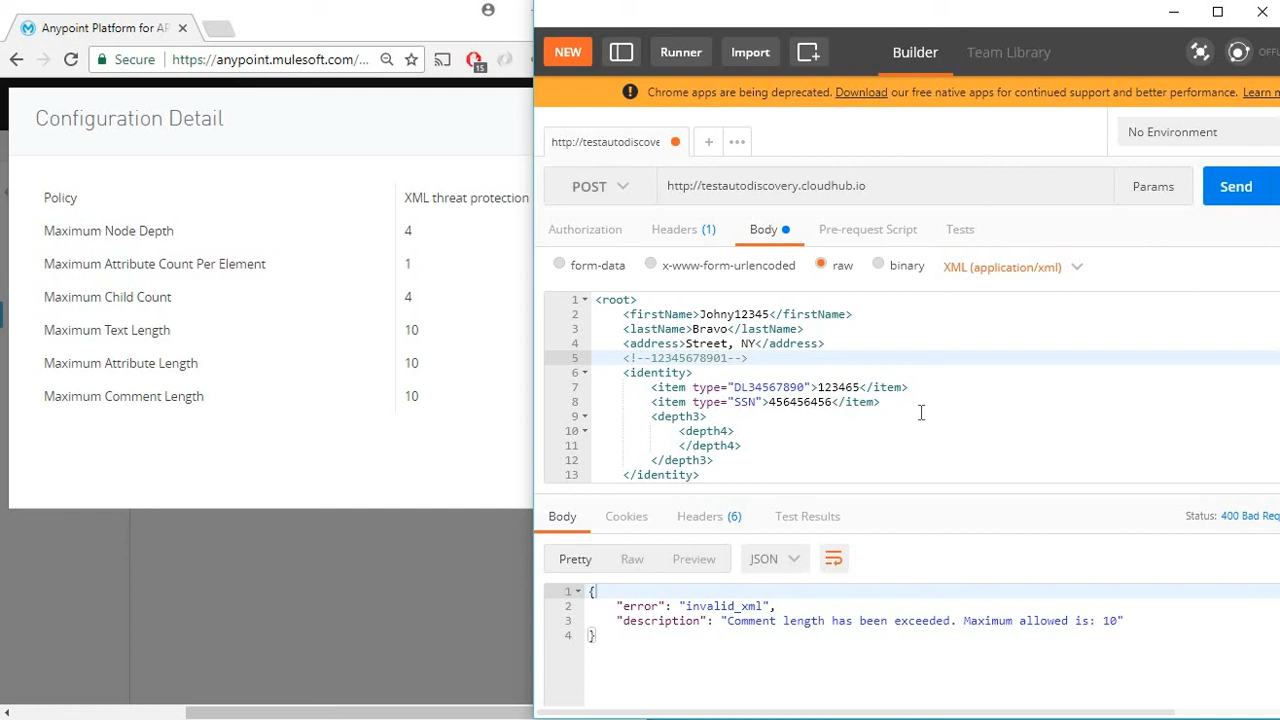 Anypoint Platform for AP
Secure
https://anypoint.mulesoft.com/...
15
Configuration Detail
Policy XML threat protection
Maximum Node Depth 4
Maximum Attribute Count Per Element 1
Maximum Child Count 4
Maximum Text Length 10
Maximum Attribute Length 10
Maximum Comment Length 10
NEW Runner Import Builder Team Library OFF
Chrome apps are being deprecated. Download our free native apps for continued support and better performance. Learn m
http://testautodiscove
+ •••
No Environment
POST http://testautodiscovery.cloudhub.io Params Send
Authorization Headers (1) Body Pre-request Script Tests
form-data x-www-form-urlencoded raw binary XML (application/xml)
1 <root>
2 <firstName>Johny12345</firstName>
3 <lastName>Bravo</lastName>
4 <address>Street, NY</address>
5 <!--12345678901-->
6 <identity>
7 <item type="DL34567890">123465</item>
8 <item type="SSN">456456456</item>
9 <depth3>
10 <depth4>
11 </depth4>
12 </depth3>
13 </identity>
Body Cookies Headers (6) Test Results Status: 400 Bad Req
Pretty Raw Preview JSON
1 {
2 "error": "invalid_xml",
3 "description": "Comment length has been exceeded. Maximum allowed is: 10"
4 }